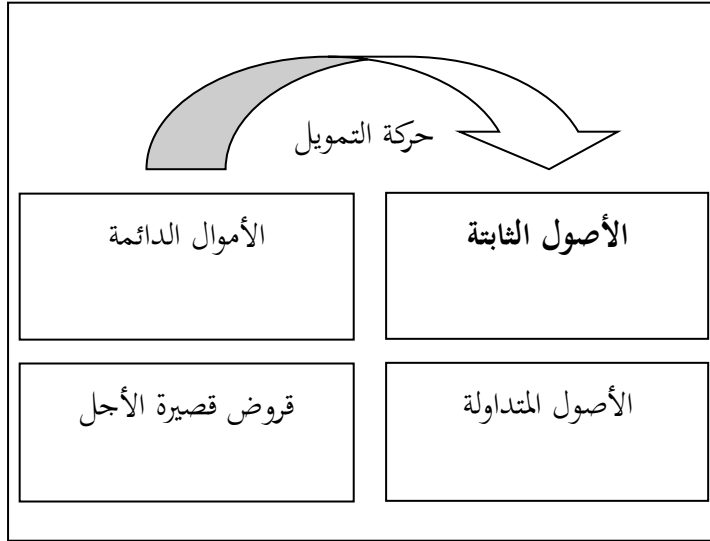 حركة التمويل
الأصول الثابتة
الأموال الدائمة
الأصول المتداولة
قروض قصيرة الأجل